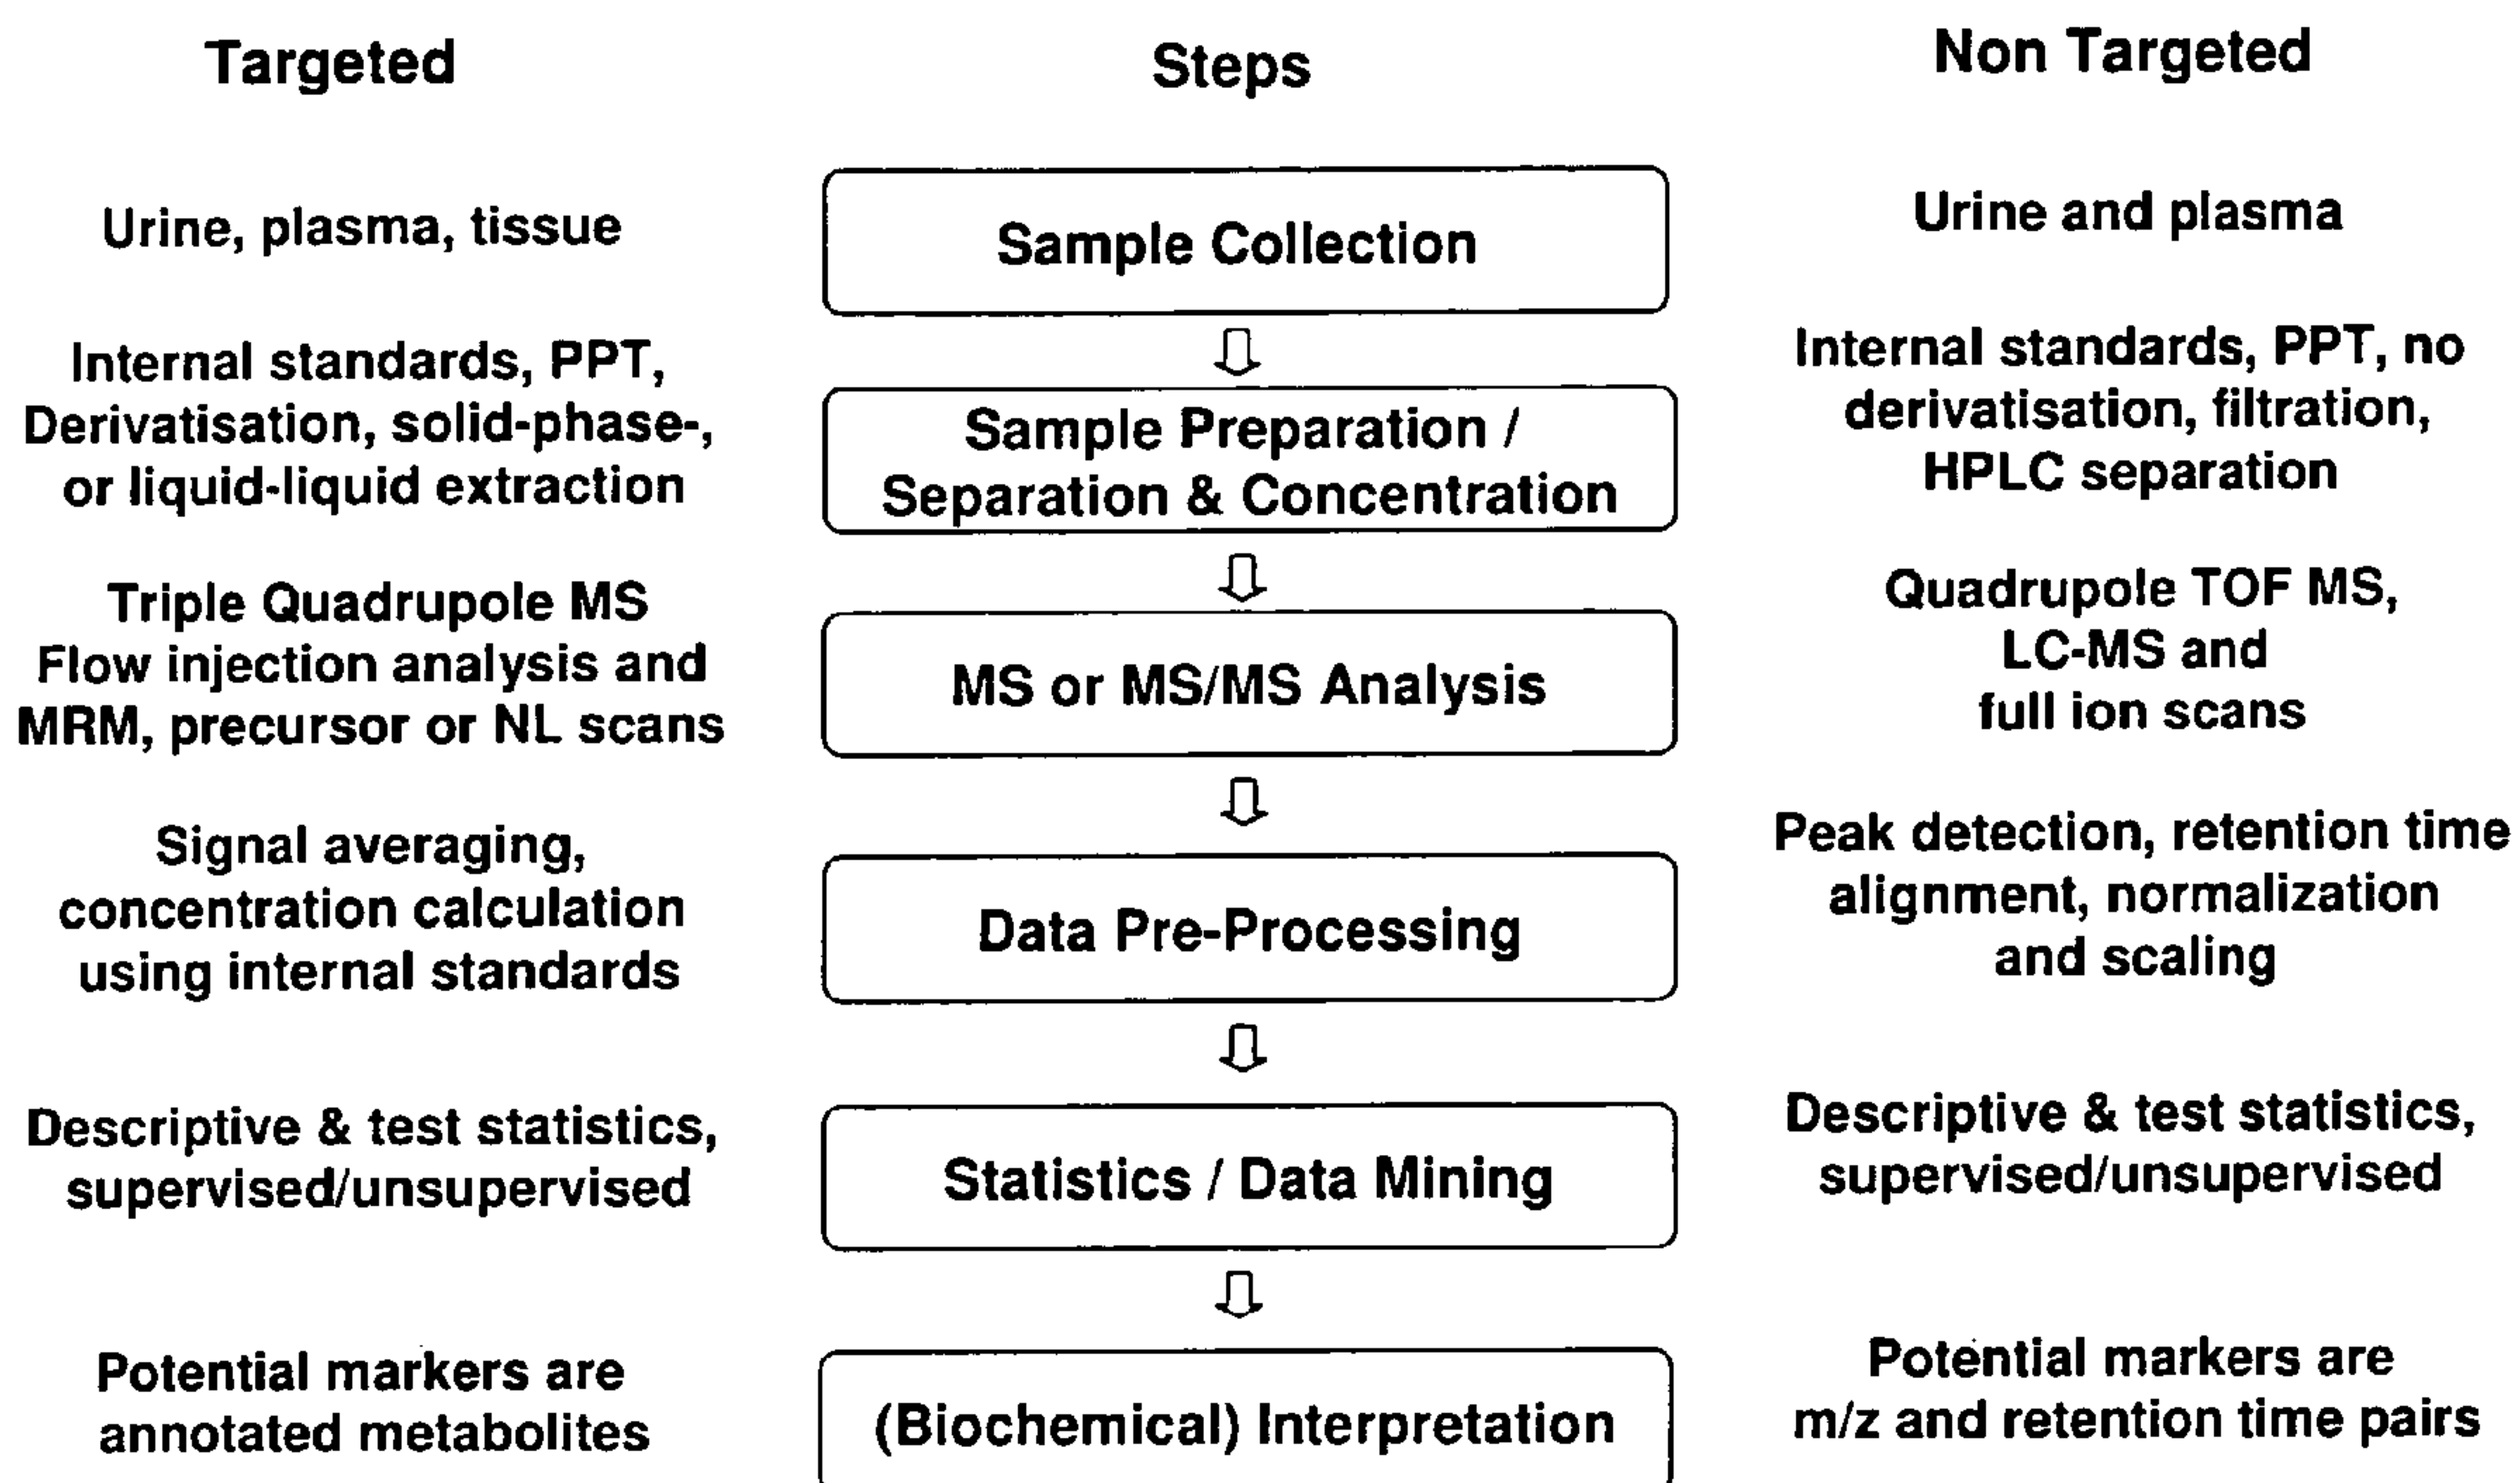 Targeted
Steps
Non Targeted
Urine, plasma, tissue
Sample Collection
Urine and plasma
Internal standards, PPT,
Derivatisation, solid-phase-,
or liquid-liquid extraction
Sample Preparation /
Separation & Concentration
Internal standards, PPT, no
derivatisation, filtration,
HPLC separation
Triple Quadrupole MS
Flow injection analysis and
MRM, precursor or NL scans
MS or MS/MS Analysis
Quadrupole TOF MS,
LC-MS and
full ion scans
Signal averaging,
concentration calculation
using internal standards
Data Pre-Processing
Peak detection, retention time
alignment, normalization
and scaling
Descriptive & test statistics,
supervised/unsupervised
Statistics / Data Mining
Descriptive & test statistics,
supervised/unsupervised
Potential markers are
annotated metabolites
(Biochemical) Interpretation
Potential markers are
m/z and retention time pairs